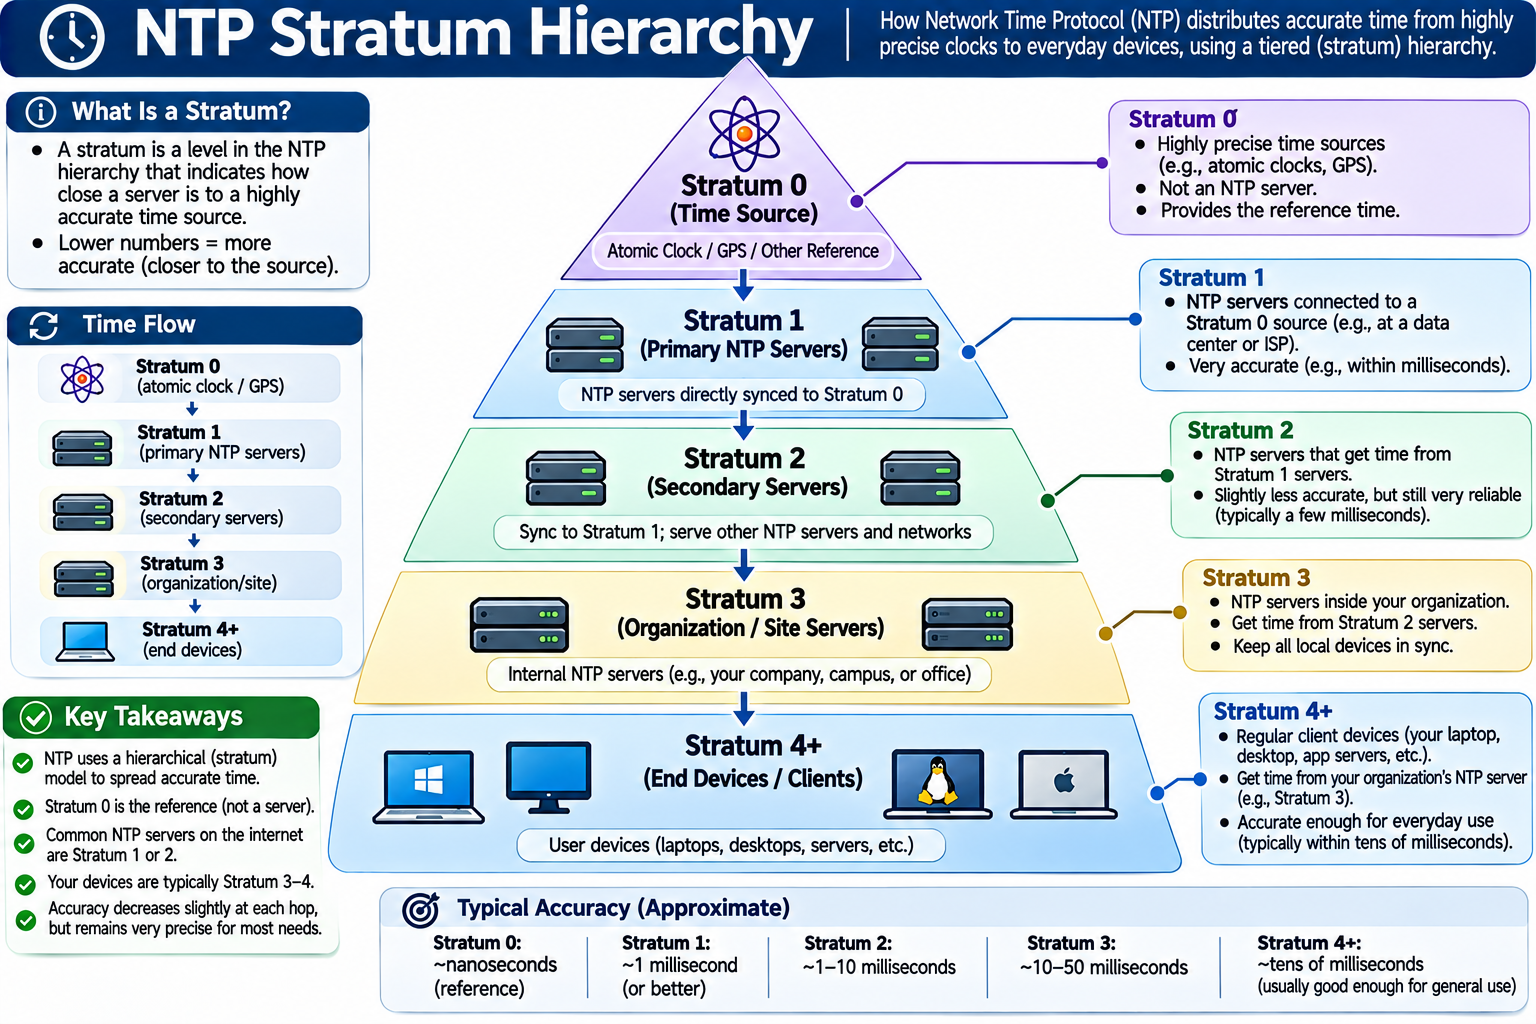 NTP Stratum Hierarchy
How Network Time Protocol (NTP) distributes accurate time from highly
precise clocks to everyday devices, using a tiered (stratum) hierarchy.
What Is a Stratum?
• A stratum is a level in the NTP
hierarchy that indicates how
close a server is to a highly
accurate time source.
• Lower numbers = more
accurate (closer to the source).
Time Flow
Stratum 0
(atomic clock / GPS)
Stratum 1
(primary NTP servers)
Stratum 2
(secondary servers)
Stratum 3
(organization/site)
Stratum 4+
(end devices)
Key Takeaways
NTP uses a hierarchical (stratum)
model to spread accurate time.
Stratum 0 is the reference (not a server).
Common NTP servers on the internet
are Stratum 1 or 2.
Your devices are typically Stratum 3–4.
Accuracy decreases slightly at each hop,
but remains very precise for most needs.
Stratum 0
(Time Source)
Atomic Clock / GPS / Other Reference
Stratum 1
(Primary NTP Servers)
NTP servers directly synced to Stratum 0
Stratum 2
(Secondary Servers)
Sync to Stratum 1; serve other NTP servers and networks
Stratum 3
(Organization / Site Servers)
Internal NTP servers (e.g., your company, campus, or office)
Stratum 4+
(End Devices / Clients)
User devices (laptops, desktops, servers, etc.)
Stratum 0
• Highly precise time sources
(e.g., atomic clocks, GPS).
• Not an NTP server.
• Provides the reference time.
Stratum 1
• NTP servers connected to a
Stratum 0 source (e.g., at a data
center or ISP).
• Very accurate (e.g., within milliseconds).
Stratum 2
• NTP servers that get time from
Stratum 1 servers.
• Slightly less accurate, but still very reliable
(typically a few milliseconds).
Stratum 3
• NTP servers inside your organization.
• Get time from Stratum 2 servers.
• Keep all local devices in sync.
Stratum 4+
• Regular client devices (your laptop,
desktop, app servers, etc.).
• Get time from your organization's NTP server
(e.g., Stratum 3).
• Accurate enough for everyday use
(typically within tens of milliseconds).
Typical Accuracy (Approximate)
Stratum 0:
~nanoseconds
(reference)
Stratum 1:
~1 millisecond
(or better)
Stratum 2:
~1–10 milliseconds
Stratum 3:
~10–50 milliseconds
Stratum 4+:
~tens of milliseconds
(usually good enough for general use)